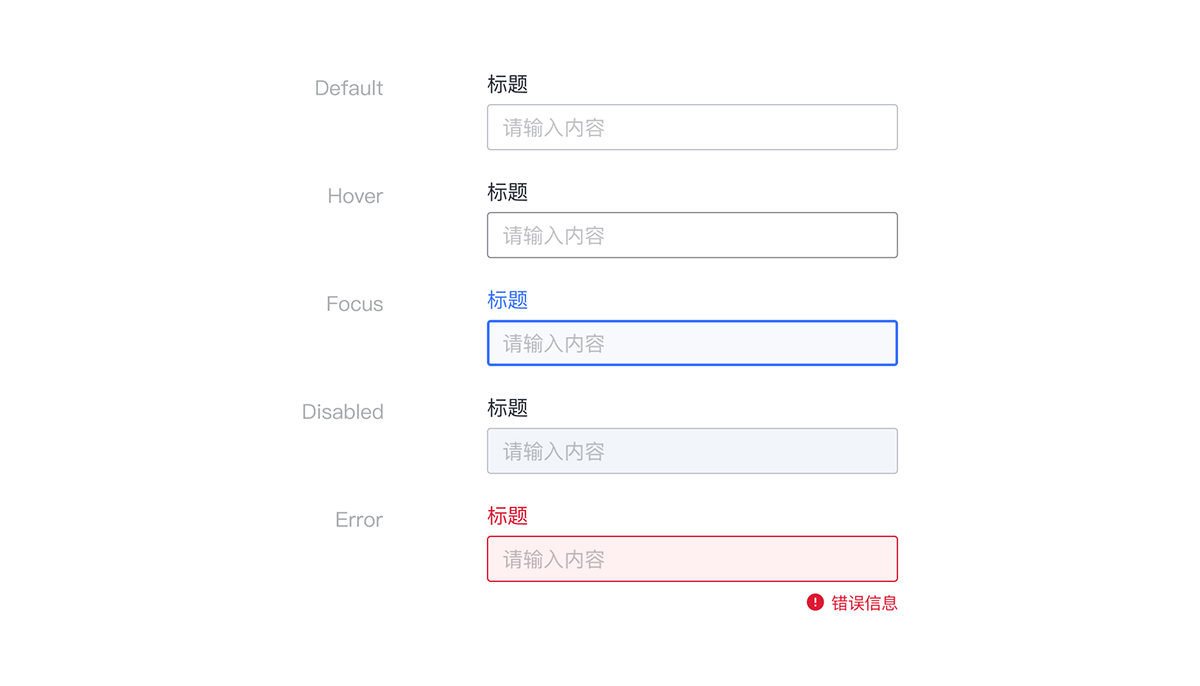 Default
标题
请输入内容
Hover
标题
请输入内容
Focus
标题
请输入内容
Disabled
标题
请输入内容
Error
标题
请输入内容
错误信息